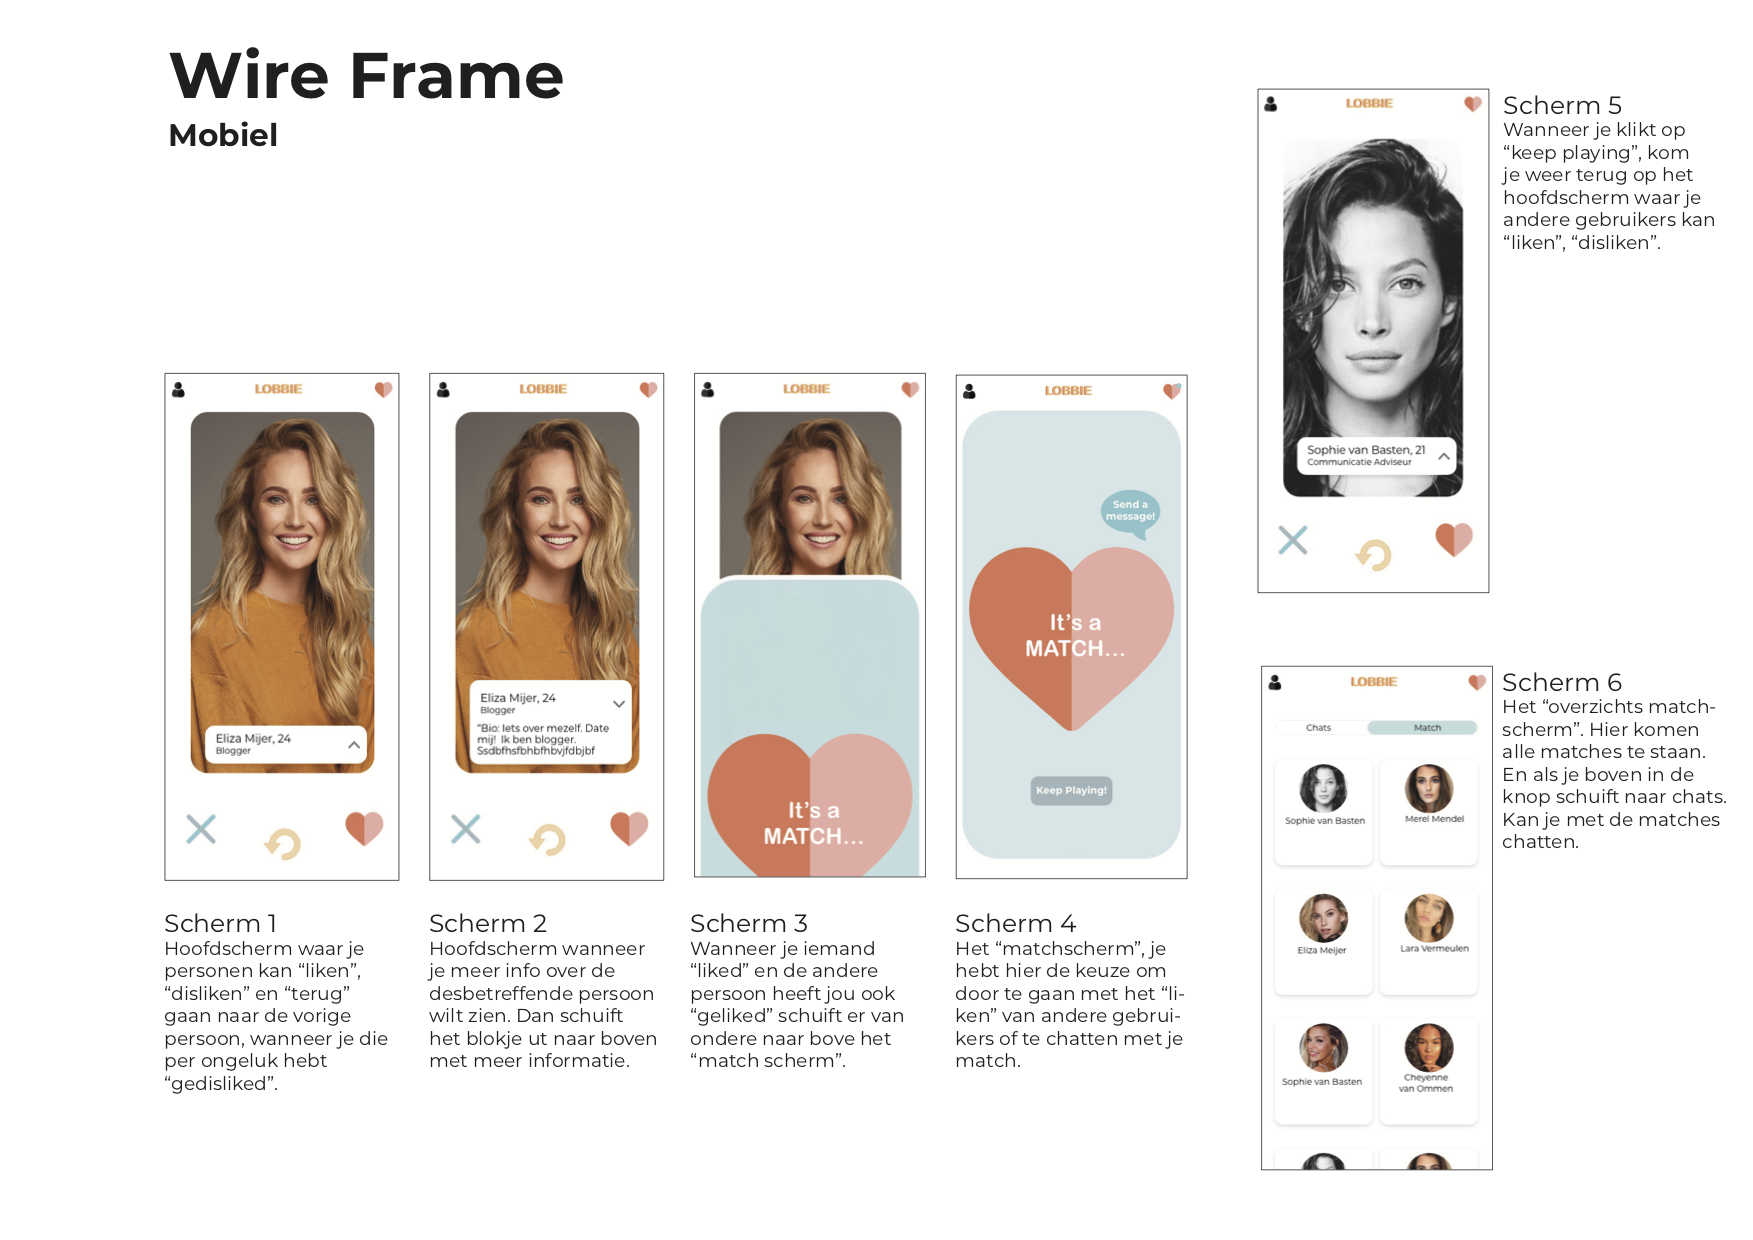 Wire Frame
Mobiel
LOBBIE
Eliza Mijer, 24
Blogger
Scherm 1
Hoofdscherm waar je
personen kan “liken”,
“disliken” en “terug”
gaan naar de vorige
persoon, wanneer je die
per ongeluk hebt
“gedisliked”.
LOBBIE
Eliza Mijer, 24
Blogger
"Bio: Iets over mezelf. Date
mij! Ik ben blogger.
Ssdbfhsfbhbfhbvjfdbjbf
Scherm 2
Hoofdscherm wanneer
je meer info over de
desbetreffende persoon
wilt zien. Dan schuift
het blokje ut naar boven
met meer informatie.
LOBBIE
It’s a
MATCH...
Scherm 3
Wanneer je iemand
“liked” en de andere
persoon heeft jou ook
“geliked” schuift er van
ondere naar bove het
“match scherm”.
LOBBIE
Send a
message!
It’s a
MATCH...
Keep Playing!
Scherm 4
Het “matchscherm”, je
hebt hier de keuze om
door te gaan met het “li-
ken” van andere gebrui-
kers of te chatten met je
match.
LOBBIE
Sophie van Basten, 21
Communicatie Adviseur
Scherm 5
Wanneer je klikt op
“keep playing”, kom
je weer terug op het
hoofdscherm waar je
andere gebruikers kan
“liken”, “disliken”.
LOBBIE
Chats
Match
Sophie van Basten
Merel Mendel
Eliza Meijer
Lara Vermeulen
Sophie van Basten
Cheyenne
van Ommen
Scherm 6
Het “overzichts match-
scherm”. Hier komen
alle matches te staan.
En als je boven in de
knop schuift naar chats.
Kan je met de matches
chatten.